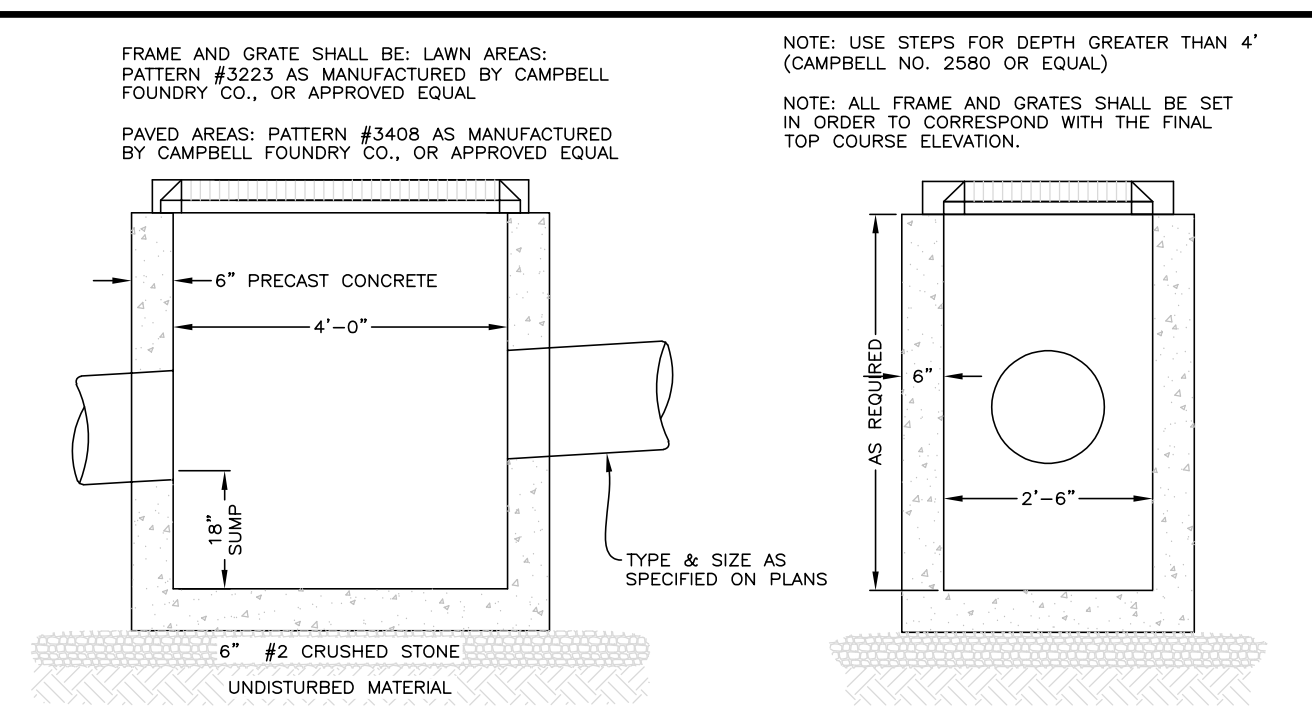 FRAME AND GRATE SHALL BE: LAWN AREAS:
PATTERN #3223 AS MANUFACTURED BY CAMPBELL
FOUNDRY CO., OR APPROVED EQUAL
PAVED AREAS: PATTERN #3408 AS MANUFACTURED
BY CAMPBELL FOUNDRY CO., OR APPROVED EQUAL
NOTE: USE STEPS FOR DEPTH GREATER THAN 4'
(CAMPBELL NO. 2580 OR EQUAL)
NOTE: ALL FRAME AND GRATES SHALL BE SET
IN ORDER TO CORRESPOND WITH THE FINAL
TOP COURSE ELEVATION.
6" PRECAST CONCRETE
4'-0"
18"
SUMP
TYPE & SIZE AS
SPECIFIED ON PLANS
6" #2 CRUSHED STONE
UNDISTURBED MATERIAL
AS REQUIRED
6"
2'-6"